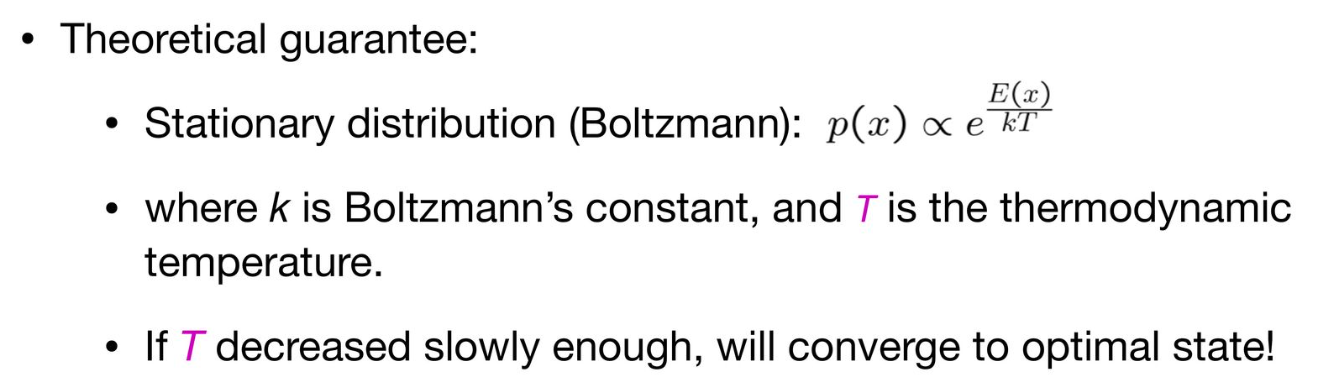 • Theoretical guarantee:
• Stationary distribution (Boltzmann): p(x) ∝ e^{\frac{E(x)}{kT}}
• where k is Boltzmann’s constant, and T is the thermodynamic
temperature.
• If T decreased slowly enough, will converge to optimal state!